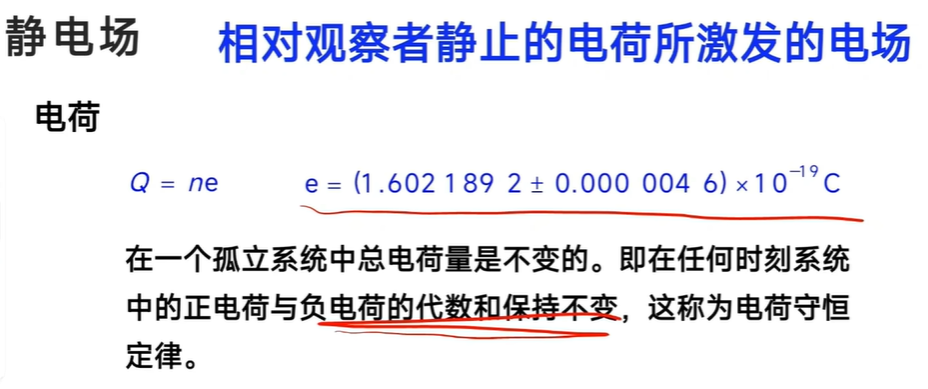 静电场 相对观察者静止的电荷所激发的电场
电荷
Q = ne e = (1.602 189 2 ± 0.000 004 6) ×10⁻¹⁹ C
在一个孤立系统中总电荷量是不变的。即在任何时刻系统
中的正电荷与负电荷的代数和保持不变，这称为电荷守恒
定律。